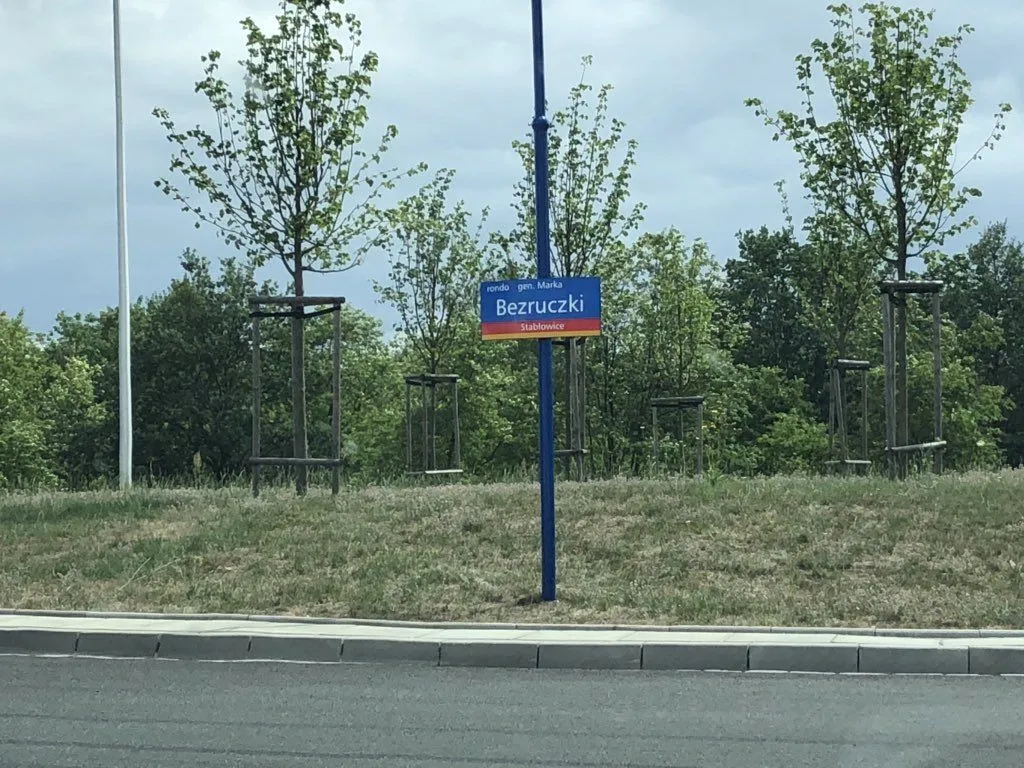 rondo gen. Marka
Bezruczki
Stabłowice